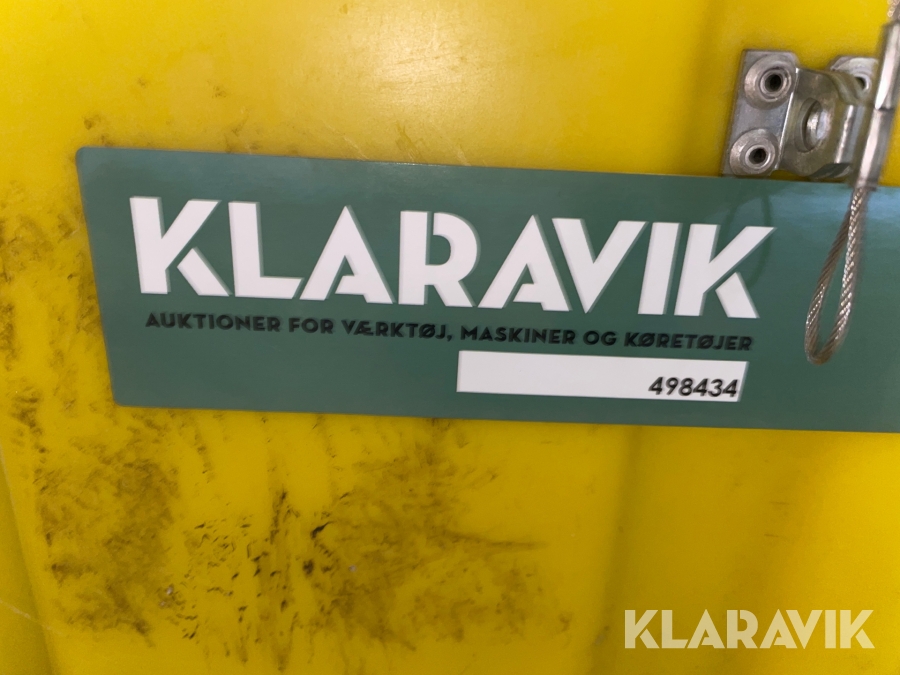 KLARAVIK
AUKTIONER FOR VÆRKTØJ, MASKINER OG KØRETØJER
498434
KLARAVIK